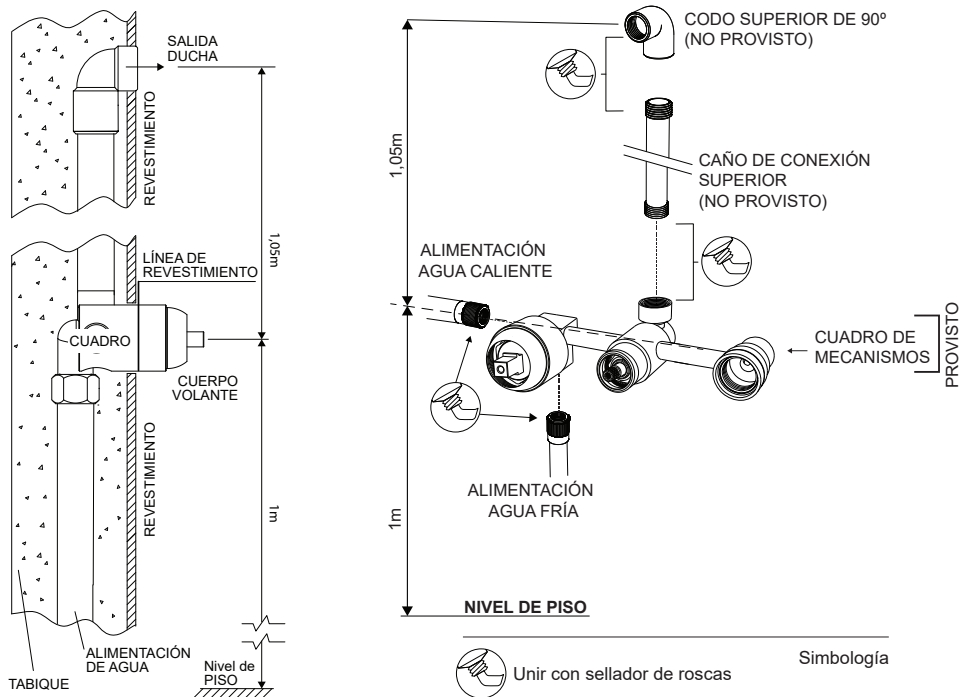 SALIDA
DUCHA
REVESTIMIENTO
1,05m
LÍNEA DE
REVESTIMIENTO
CUADRO
CUERPO
VOLANTE
REVESTIMIENTO
1m
ALIMENTACIÓN
DE AGUA
TABIQUE
Nivel de
PISO
CODO SUPERIOR DE 90º
(NO PROVISTO)
1,05m
CAÑO DE CONEXIÓN
SUPERIOR
(NO PROVISTO)
ALIMENTACIÓN
AGUA CALIENTE
CUADRO DE
MECANISMOS
PROVISTO
ALIMENTACIÓN
AGUA FRÍA
1m
NIVEL DE PISO
Simbología
Unir con sellador de roscas